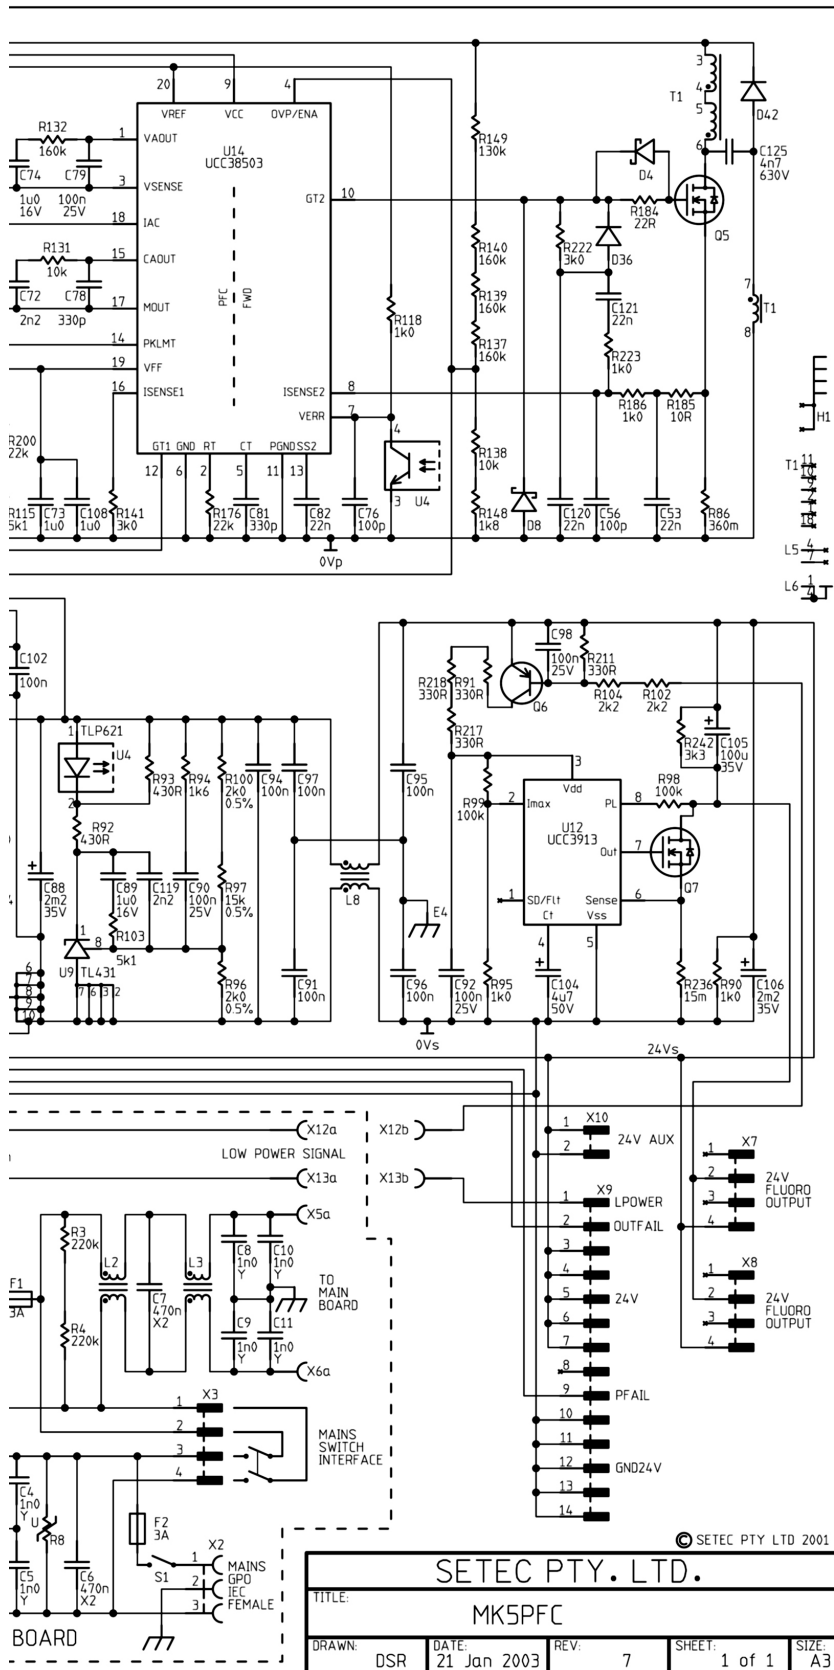 20
9
4
VREF
VCC
OVP/ENA
U14
UCC38503
R132
160k
1
VAOUT
C74
1u0
16V
C79
100n
25V
3
VSENSE
18
IAC
R131
10k
15
CAOUT
C72
2n2
C78
330p
17
MOUT
14
PKLMT
19
VFF
16
ISENSE1
PFC
FWD
GT2
10
ISENSE2
8
VERR
7
GT1
GND
RT
CT
PGND
SS2
12
6
2
5
11
13
R200
22k
R115
5k1
C73
1u0
C108
1u0
R141
3k0
R176
22k
C81
330p
C82
22n
C76
100p
0Vp
R118
1k0
4
3
U4
R149
130k
R140
160k
R139
160k
R137
160k
R138
10k
R148
1k8
D8
D4
R184
22R
R222
3k0
D36
C121
22n
R223
1k0
R186
1k0
R185
10R
C120
22n
C56
100p
C53
22n
R86
360m
Q5
3
4
T1
5
6
D42
C125
4n7
630V
7
T1
8
H1
T1
11
10
9
2
1
18
L5
4
7
L6
1
4
C102
100n
1
TLP621
U4
2
R93
430R
R94
1k6
R100
2k0
0.5%
C94
100n
C97
100n
C95
100n
R92
430R
C88
2m2
35V
C89
1u0
16V
C119
2n2
C90
100n
25V
R97
15k
0.5%
R103
5k1
1
8
U9
TL431
7
6
3
2
6
7
8
9
10
R96
2k0
0.5%
C91
100n
L8
E4
C96
100n
C92
100n
25V
R95
1k0
0Vs
R218
330R
R91
330R
R217
330R
R99
100k
C98
100n
25V
R211
330R
Q6
R104
2k2
R102
2k2
R242
3k3
C105
100u
35V
R98
100k
3
Vdd
2
Imax
PL
8
U12
UCC3913
Out
7
1
SD/Flt
Sense
6
Ct
Vss
4
5
Q7
C104
4u7
50V
R236
15m
R90
1k0
C106
2m2
35V
24Vs
X12a
X12b
LOW POWER SIGNAL
X13a
X13b
X5a
X6a
TO
MAIN
BOARD
F1
3A
R3
220k
R4
220k
L2
C7
470n
X2
L3
C8
1n0
Y
C10
1n0
Y
C9
1n0
Y
C11
1n0
Y
X3
1
2
3
4
MAINS
SWITCH
INTERFACE
C4
1n0
Y
C5
1n0
Y
U
R8
C6
470n
X2
F2
3A
S1
X2
1
2
3
MAINS
GPO
IEC
FEMALE
BOARD
X10
1
2
24V AUX
X9
1
LPOWER
2
OUTFAIL
3
4
5
24V
6
7
8
9
PFAIL
10
11
12
GND24V
13
14
X7
1
2
3
4
24V
FLUORO
OUTPUT
X8
1
2
3
4
24V
FLUORO
OUTPUT
© SETEC PTY LTD 2001
SETEC PTY. LTD.
TITLE:
MK5PFC
DRAWN:
DSR
DATE:
21 Jan 2003
REV:
7
SHEET:
1 of 1
SIZE:
A3